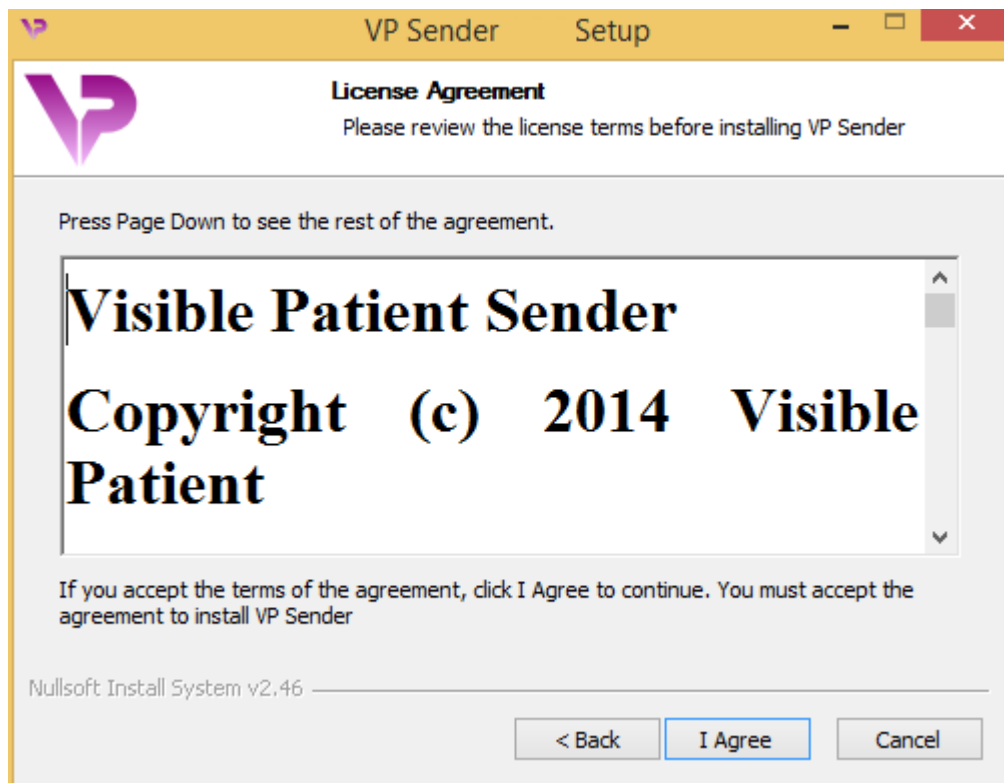 VP
VP Sender Setup
VP
License Agreement
Please review the license terms before installing VP Sender
Press Page Down to see the rest of the agreement.
Visible Patient Sender
Copyright (c) 2014 Visible
Patient
If you accept the terms of the agreement, click I Agree to continue. You must accept the
agreement to install VP Sender
Nullsoft Install System v2.46
< Back
I Agree
Cancel